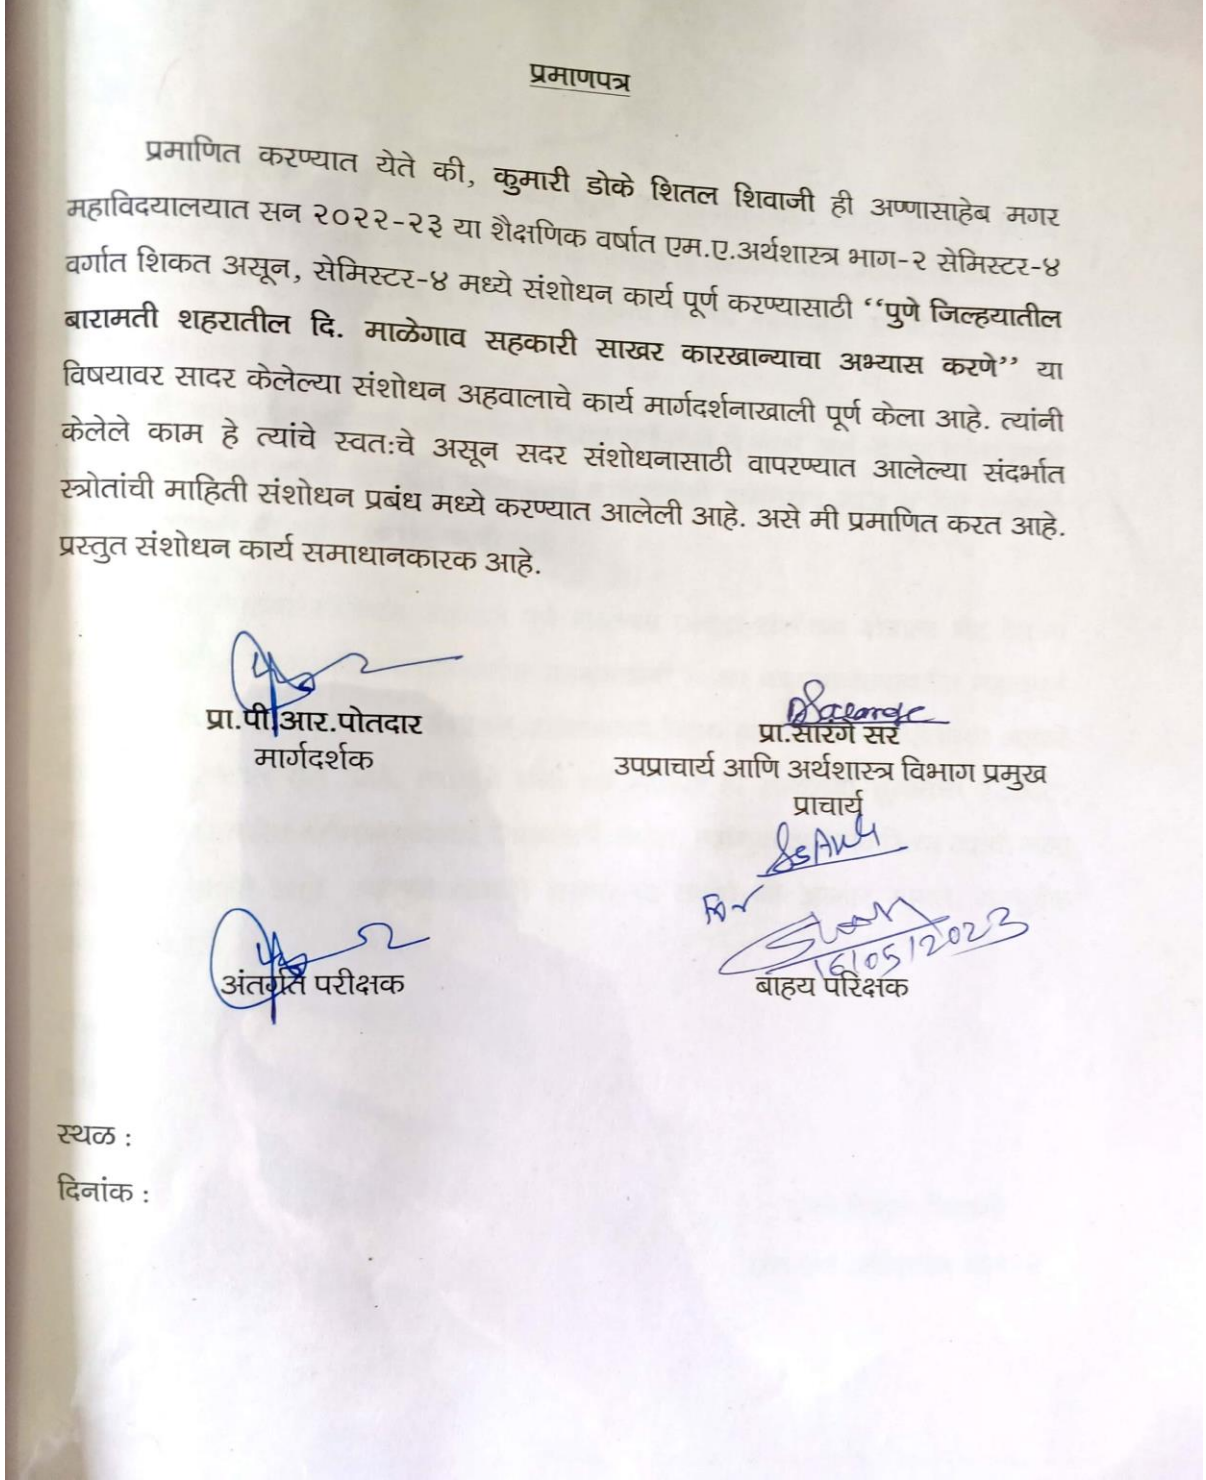 प्रमाणपत्र
प्रमाणित करण्यात येते की, कुमारी डोके शितल शिवाजी ही अण्णासाहेब मगर
महाविदयालयात सन २०२२-२३ या शैक्षणिक वर्षात एम.ए.अर्थशास्त्र भाग-२ सेमिस्टर-४
वर्गात शिकत असून, सेमिस्टर-४ मध्ये संशोधन कार्य पूर्ण करण्यासाठी ‘‘पुणे जिल्हयातील
बारामती शहरातील दि. माळेगाव सहकारी साखर कारखान्याचा अभ्यास करणे’’ या
विषयावर सादर केलेल्या संशोधन अहवालाचे कार्य मार्गदर्शनाखाली पूर्ण केला आहे. त्यांनी
केलेले काम हे त्यांचे स्वतःचे असून सदर संशोधनासाठी वापरण्यात आलेल्या संदर्भात
स्त्रोतांची माहिती संशोधन प्रबंध मध्ये करण्यात आलेली आहे. असे मी प्रमाणित करत आहे.
प्रस्तुत संशोधन कार्य समाधानकारक आहे.
प्रा.पी.आर.पोतदार
मार्गदर्शक
प्रा.सारंगे सर
उपप्राचार्य आणि अर्थशास्त्र विभाग प्रमुख
प्राचार्य
16/05/2023
अंतर्गत परीक्षक
बाहय परिक्षक
स्थळ :
दिनांक :